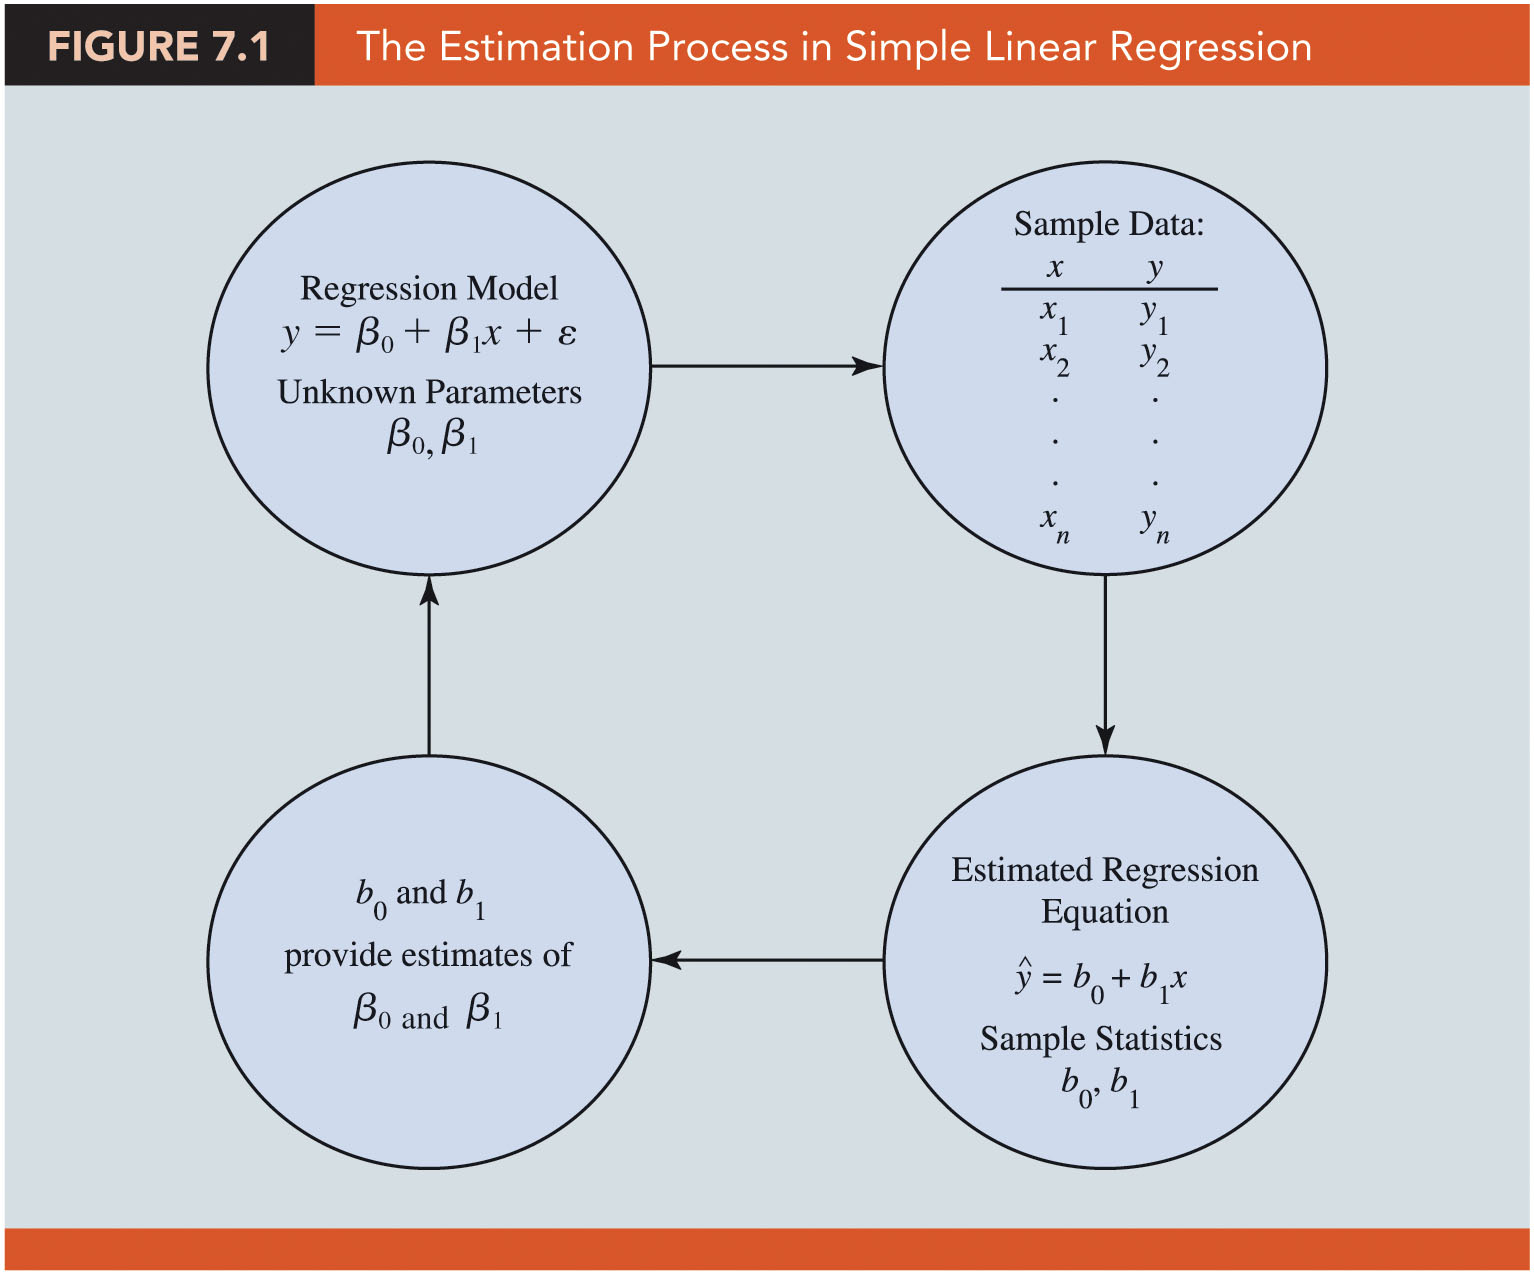 FIGURE 7.1
The Estimation Process in Simple Linear Regression
Regression Model
y = β₀ + β₁x + ε
Unknown Parameters
β₀, β₁
Sample Data:
x y
x₁ y₁
x₂ y₂
. .
. .
. .
xₙ yₙ
Estimated Regression
Equation
ŷ = b₀ + b₁x
Sample Statistics
b₀, b₁
b₀ and b₁
provide estimates of
β₀ and β₁